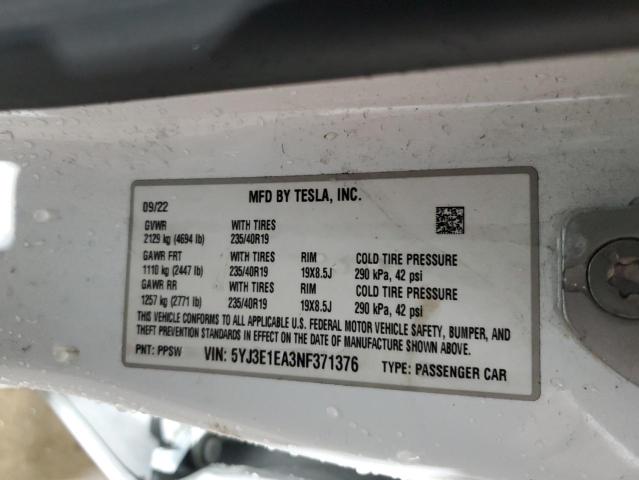 MFD BY TESLA, INC.
09/22
GVWR WITH TIRES
2129 kg (4694 lb) 235/40R19
GAWR FRT WITH TIRES RIM COLD TIRE PRESSURE
1110 kg (2447 lb) 235/40R19 19X8.5J 290 kPa, 42 psi
GAWR RR WITH TIRES RIM COLD TIRE PRESSURE
1257 kg (2771 lb) 235/40R19 19X8.5J 290 kPa, 42 psi
THIS VEHICLE CONFORMS TO ALL APPLICABLE U.S. FEDERAL MOTOR VEHICLE SAFETY, BUMPER, AND
THEFT PREVENTION STANDARDS IN EFFECT ON THE DATE OF MANUFACTURE SHOWN ABOVE.
PNT: PPSW VIN: 5YJ3E1EA3NF371376 TYPE: PASSENGER CAR